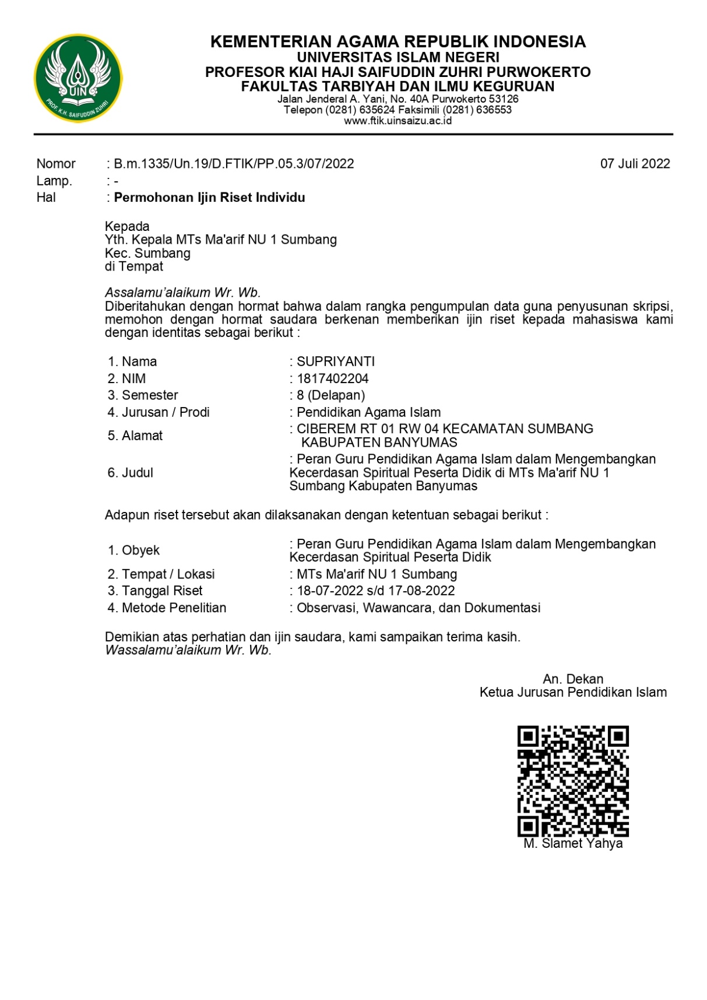 KEMENTERIAN AGAMA REPUBLIK INDONESIA
UNIVERSITAS ISLAM NEGERI
PROFESOR KIAI HAJI SAIFUDDIN ZUHRI PURWOKERTO
FAKULTAS TARBIYAH DAN ILMU KEGURUAN
Jalan Jenderal A. Yani, No. 40A Purwokerto 53126
Telepon (0281) 635624 Faksimili (0281) 636553
www.ftik.uinsaizu.ac.id
UIN
PROF. K.H. SAIFUDDIN ZUHRI
Nomor : B.m.1335/Un.19/D.FTIK/PP.05.3/07/2022 07 Juli 2022
Lamp. : -
Hal : Permohonan Ijin Riset Individu
Kepada
Yth. Kepala MTs Ma'arif NU 1 Sumbang
Kec. Sumbang
di Tempat
Assalamu’alaikum Wr. Wb.
Diberitahukan dengan hormat bahwa dalam rangka pengumpulan data guna penyusunan skripsi,
memohon dengan hormat saudara berkenan memberikan ijin riset kepada mahasiswa kami
dengan identitas sebagai berikut :
1. Nama : SUPRIYANTI
2. NIM : 1817402204
3. Semester : 8 (Delapan)
4. Jurusan / Prodi : Pendidikan Agama Islam
5. Alamat : CIBEREM RT 01 RW 04 KECAMATAN SUMBANG
KABUPATEN BANYUMAS
6. Judul : Peran Guru Pendidikan Agama Islam dalam Mengembangkan
Kecerdasan Spiritual Peserta Didik di MTs Ma'arif NU 1
Sumbang Kabupaten Banyumas
Adapun riset tersebut akan dilaksanakan dengan ketentuan sebagai berikut :
1. Obyek : Peran Guru Pendidikan Agama Islam dalam Mengembangkan
Kecerdasan Spiritual Peserta Didik
2. Tempat / Lokasi : MTs Ma'arif NU 1 Sumbang
3. Tanggal Riset : 18-07-2022 s/d 17-08-2022
4. Metode Penelitian : Observasi, Wawancara, dan Dokumentasi
Demikian atas perhatian dan ijin saudara, kami sampaikan terima kasih.
Wassalamu’alaikum Wr. Wb.
An. Dekan
Ketua Jurusan Pendidikan Islam
M. Slamet Yahya